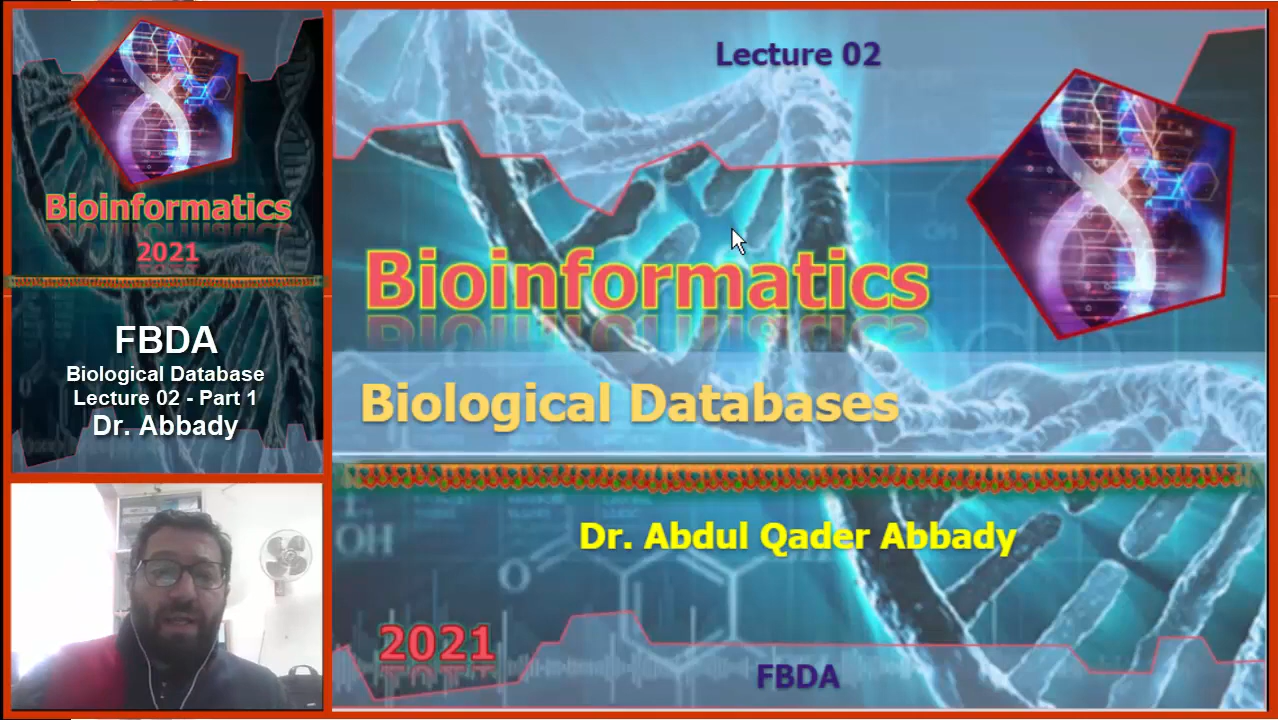 Bioinformatics
2021
FBDA
Biological Database
Lecture 02 - Part 1
Dr. Abbady
Lecture 02
Bioinformatics
Biological Databases
Dr. Abdul Qader Abbady
2021
FBDA
OH
O